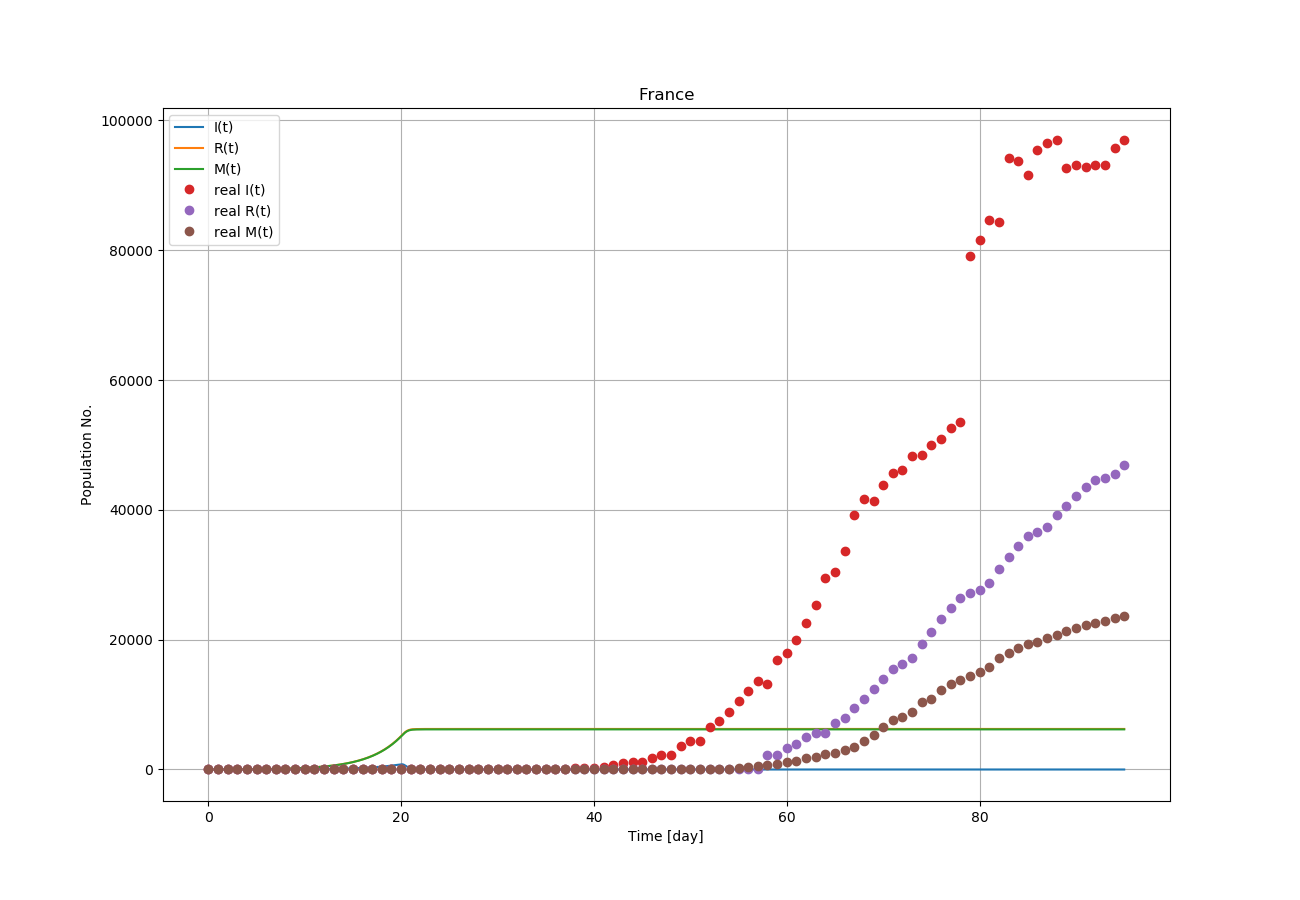 France
100000
80000
60000
40000
20000
0
Population No.
I(t)
R(t)
M(t)
real I(t)
real R(t)
real M(t)
0 20 40 60 80
Time [day]